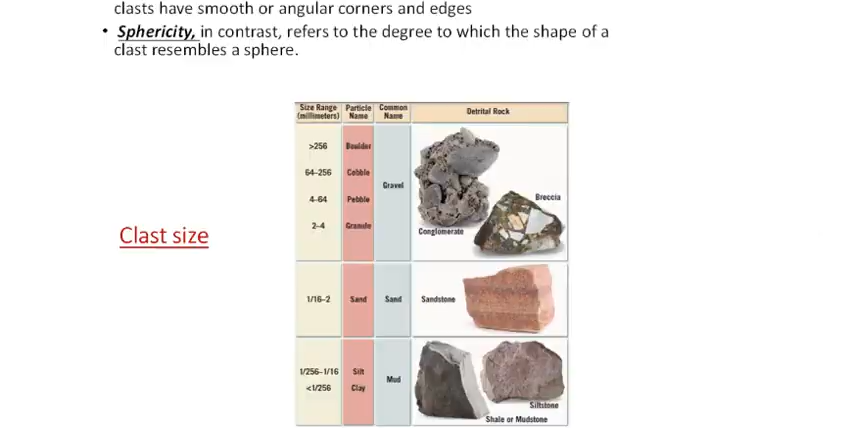 clasts have smooth or angular corners and edges
• Sphericity, in contrast, refers to the degree to which the shape of a
clast resembles a sphere.
Size Range
(millimeters)
Particle
Name
Common
Name
Detrital Rock
>256
Boulder
64–256
Cobble
4–64
Pebble
2–4
Granule
Gravel
Conglomerate
Breccia
Clast size
1/16–2
Sand
Sand
Sandstone
1/256–1/16
Silt
<1/256
Clay
Mud
Siltstone
Shale or Mudstone